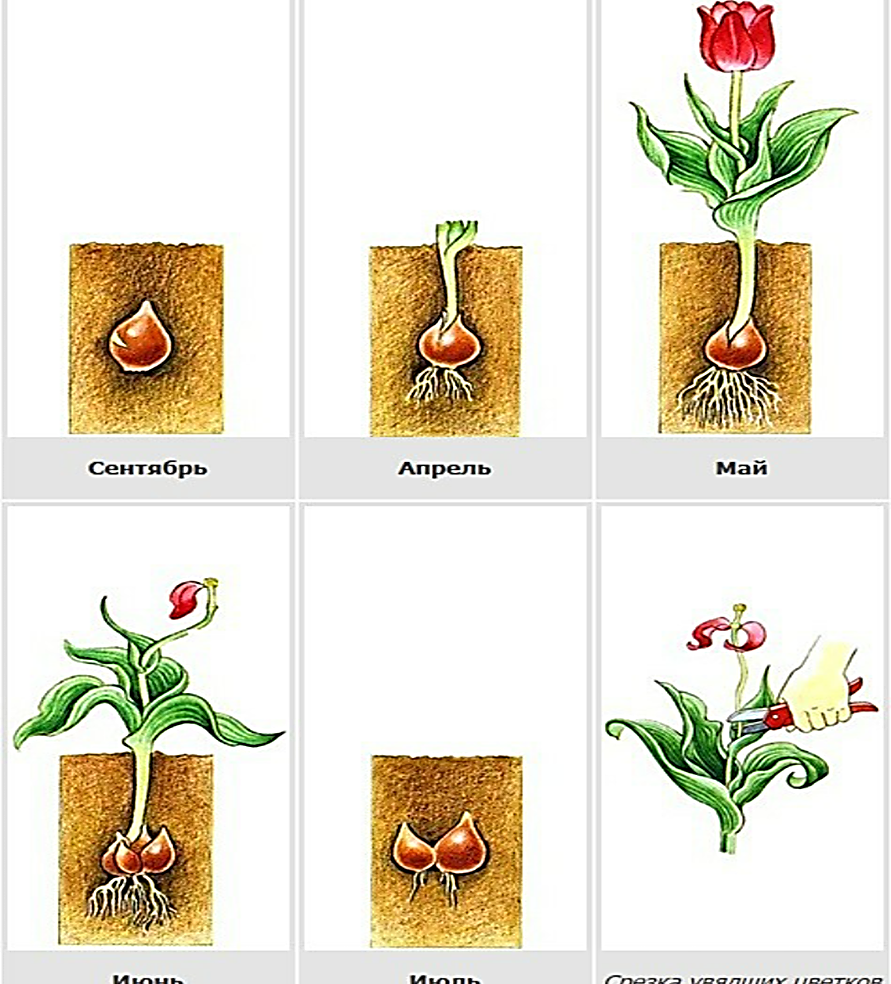 Сентябрь
Апрель
Май
Июнь
Июль
Срезка увядших цветков